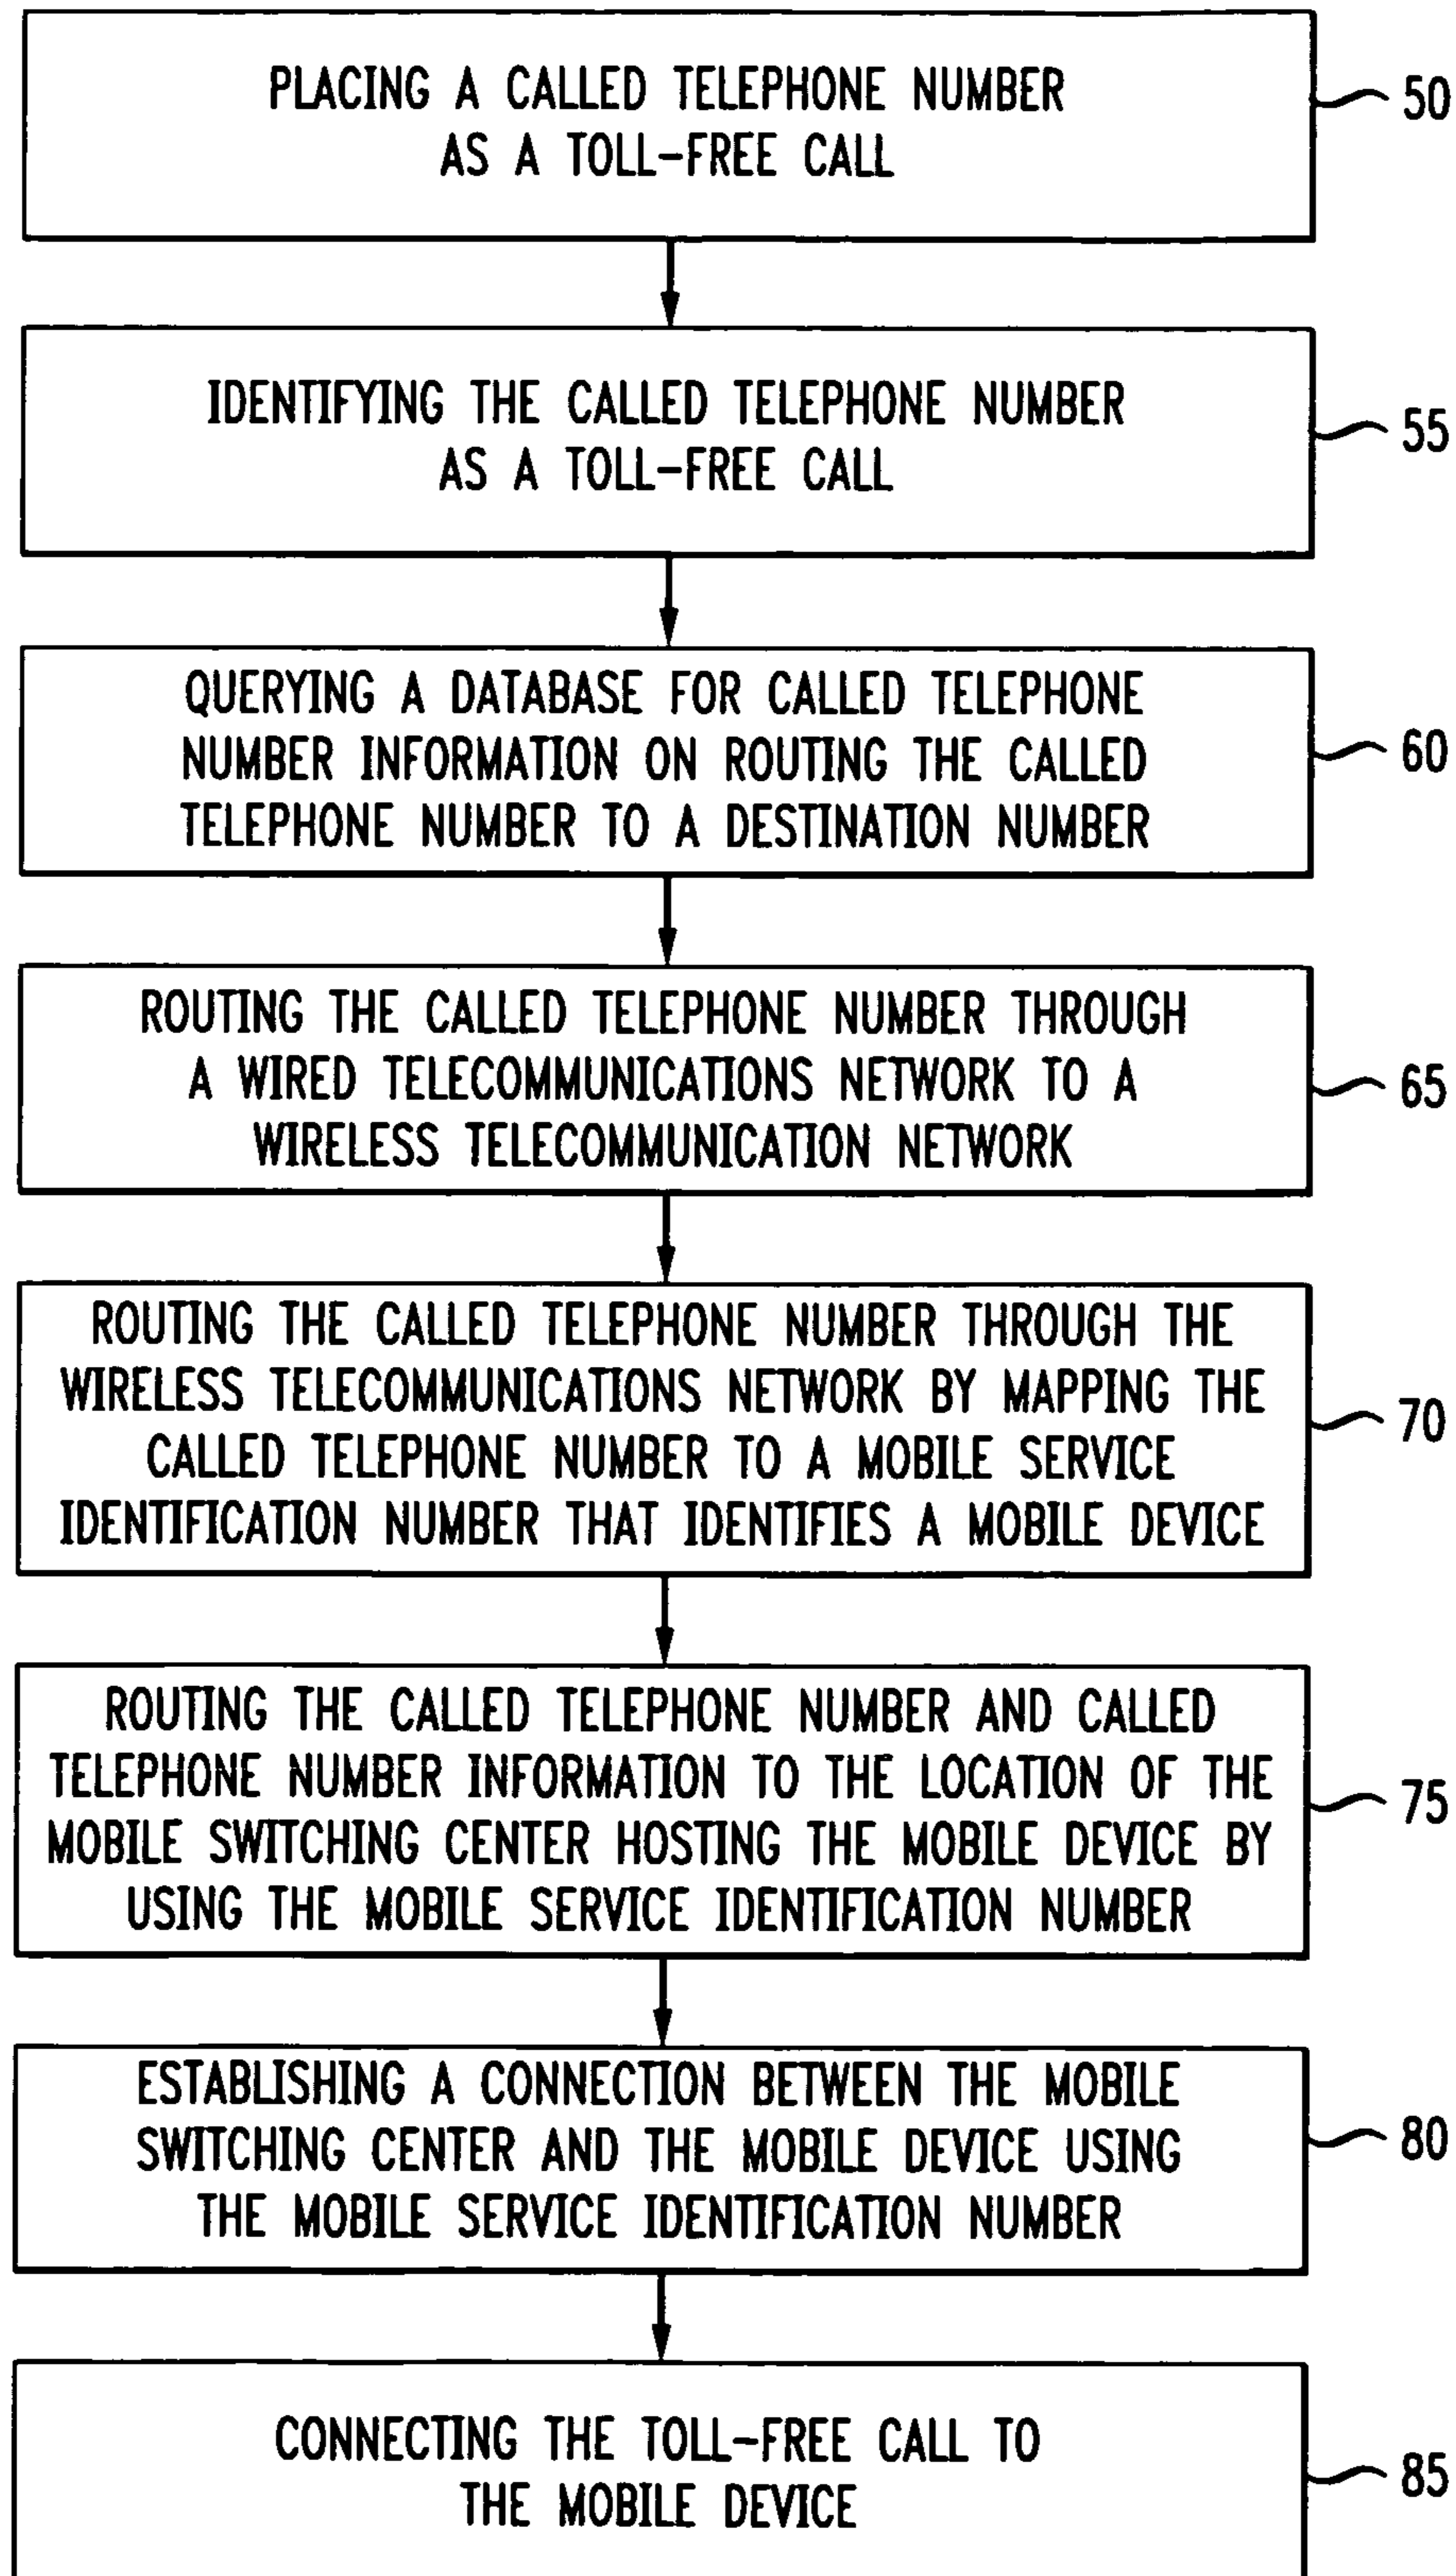 PLACING A CALLED TELEPHONE NUMBER
AS A TOLL-FREE CALL
50
IDENTIFYING THE CALLED TELEPHONE NUMBER
AS A TOLL-FREE CALL
55
QUERYING A DATABASE FOR CALLED TELEPHONE
NUMBER INFORMATION ON ROUTING THE CALLED
TELEPHONE NUMBER TO A DESTINATION NUMBER
60
ROUTING THE CALLED TELEPHONE NUMBER THROUGH
A WIRED TELECOMMUNICATIONS NETWORK TO A
WIRELESS TELECOMMUNICATION NETWORK
65
ROUTING THE CALLED TELEPHONE NUMBER THROUGH THE
WIRELESS TELECOMMUNICATIONS NETWORK BY MAPPING THE
CALLED TELEPHONE NUMBER TO A MOBILE SERVICE
IDENTIFICATION NUMBER THAT IDENTIFIES A MOBILE DEVICE
70
ROUTING THE CALLED TELEPHONE NUMBER AND CALLED
TELEPHONE NUMBER INFORMATION TO THE LOCATION OF THE
MOBILE SWITCHING CENTER HOSTING THE MOBILE DEVICE BY
USING THE MOBILE SERVICE IDENTIFICATION NUMBER
75
ESTABLISHING A CONNECTION BETWEEN THE MOBILE
SWITCHING CENTER AND THE MOBILE DEVICE USING
THE MOBILE SERVICE IDENTIFICATION NUMBER
80
CONNECTING THE TOLL-FREE CALL TO
THE MOBILE DEVICE
85